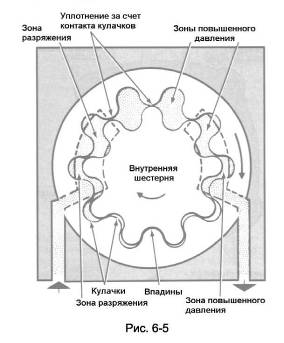 Уплотнение за счет
контакта кулачков
Зона
разряжения
Зоны
повышенного
давления
Внутренняя
шестерня
Кулачки
Впадины
Зона разряжения
Зона повышенного
давления
Рис. 6-5